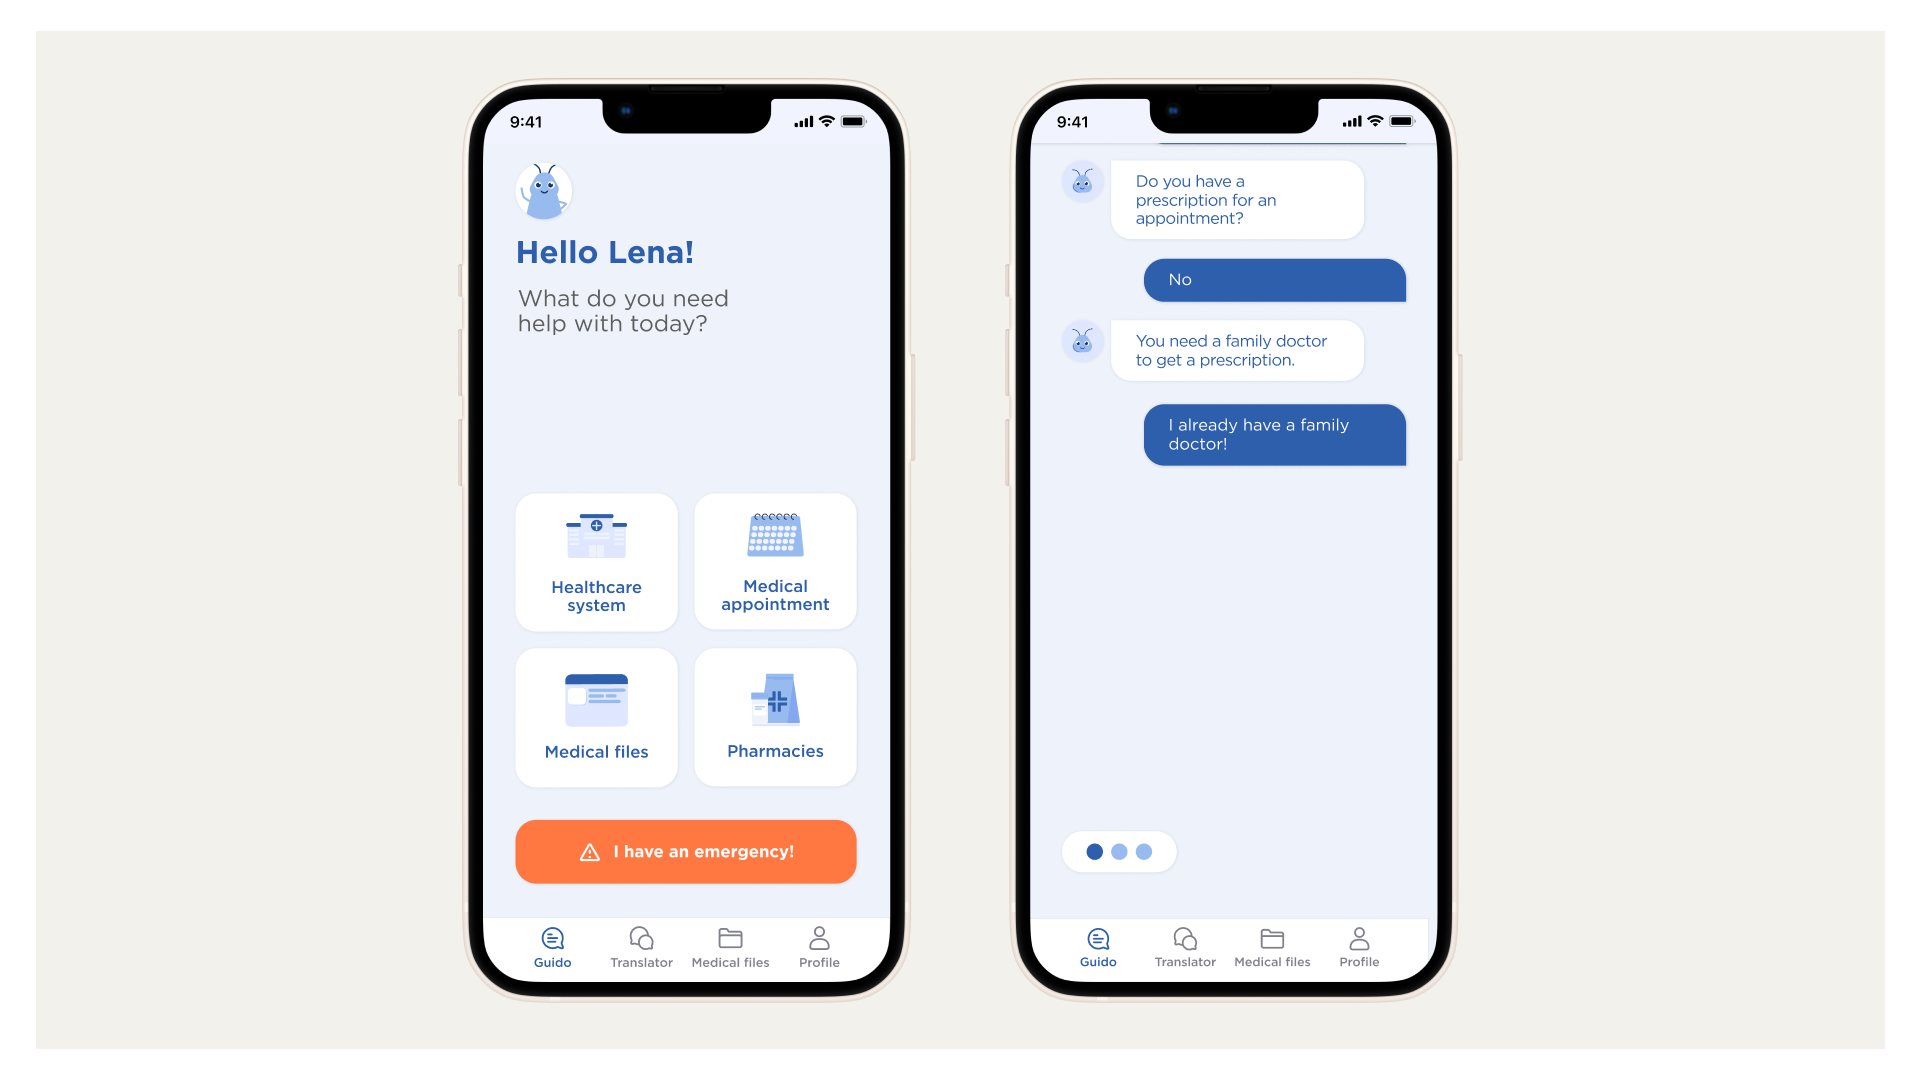 9:41
Hello Lena!
What do you need
help with today?
Healthcare
system
Medical
appointment
Medical files
Pharmacies
I have an emergency!
Guido
Translator
Medical files
Profile
9:41
Do you have a
prescription for an
appointment?
No
You need a family doctor
to get a prescription.
I already have a family
doctor!
Guido
Translator
Medical files
Profile